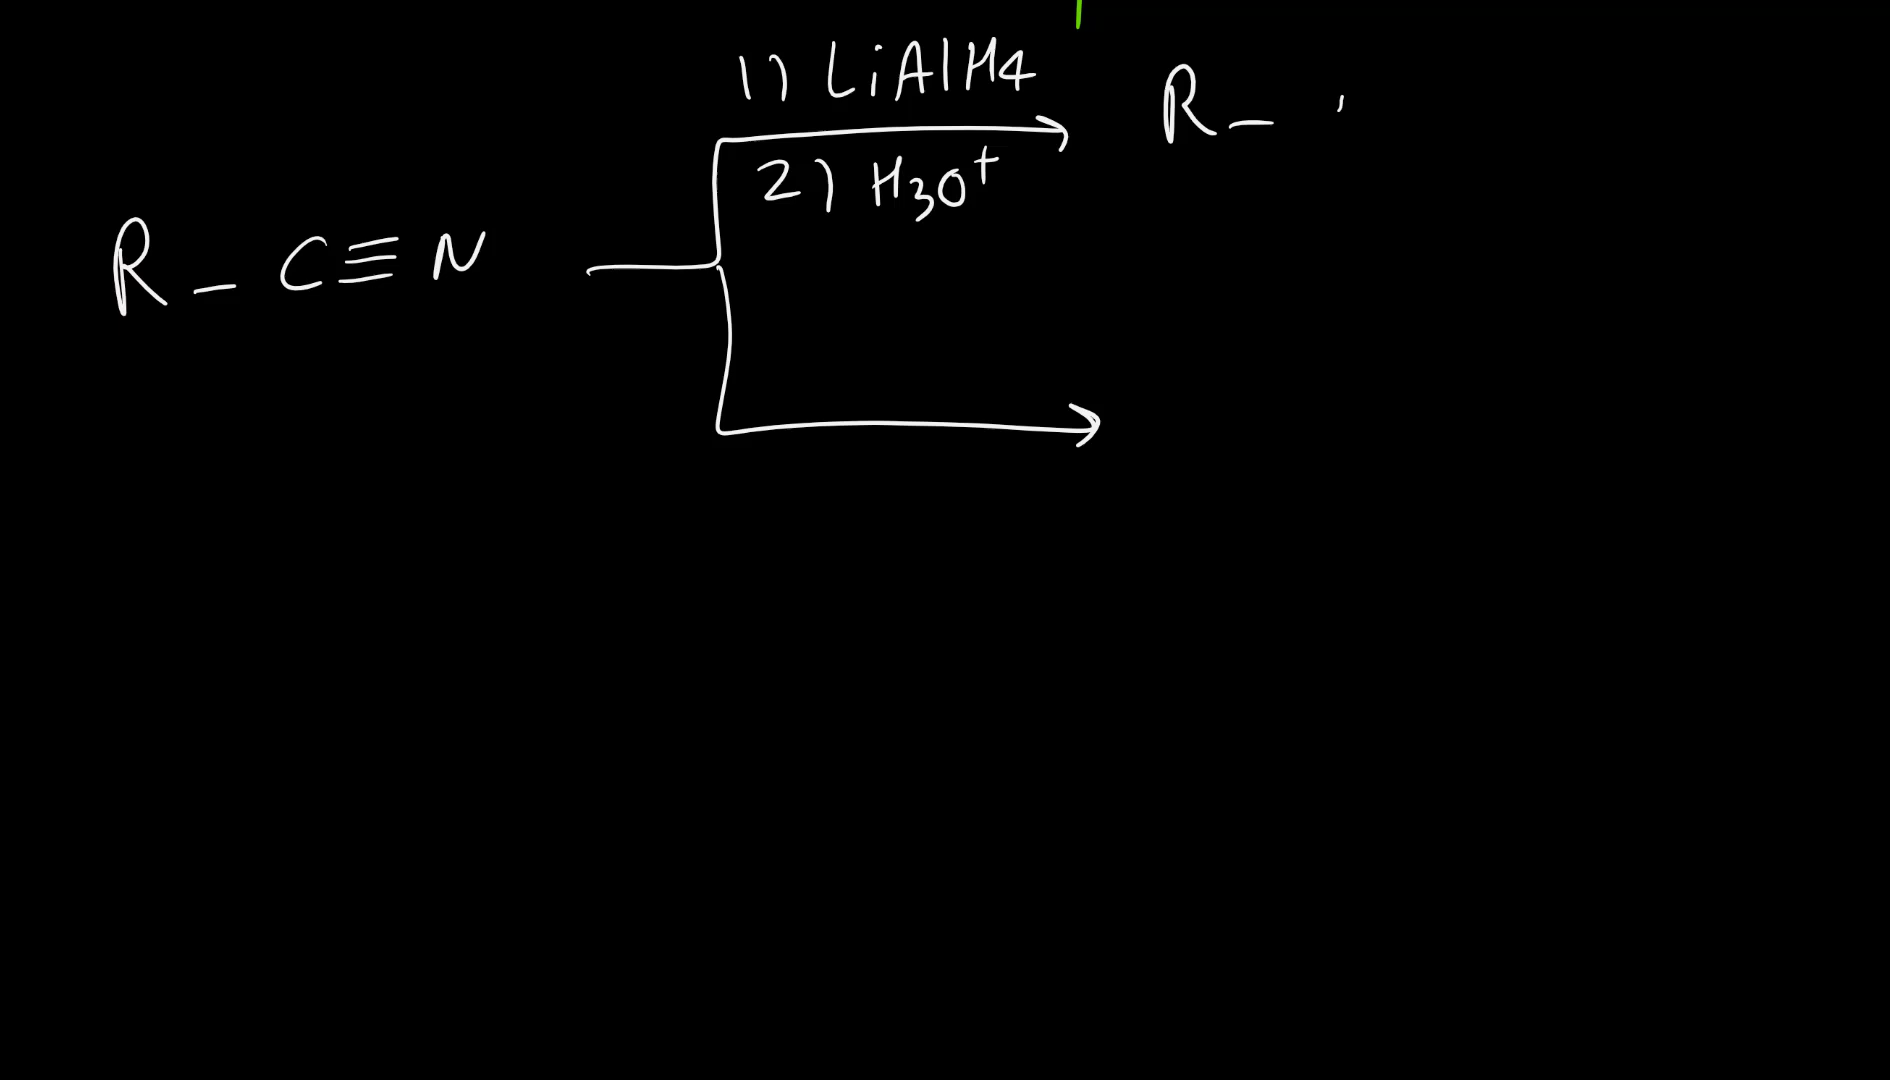 1) LiAlH4
R -
2) H3O+
R - C≡N